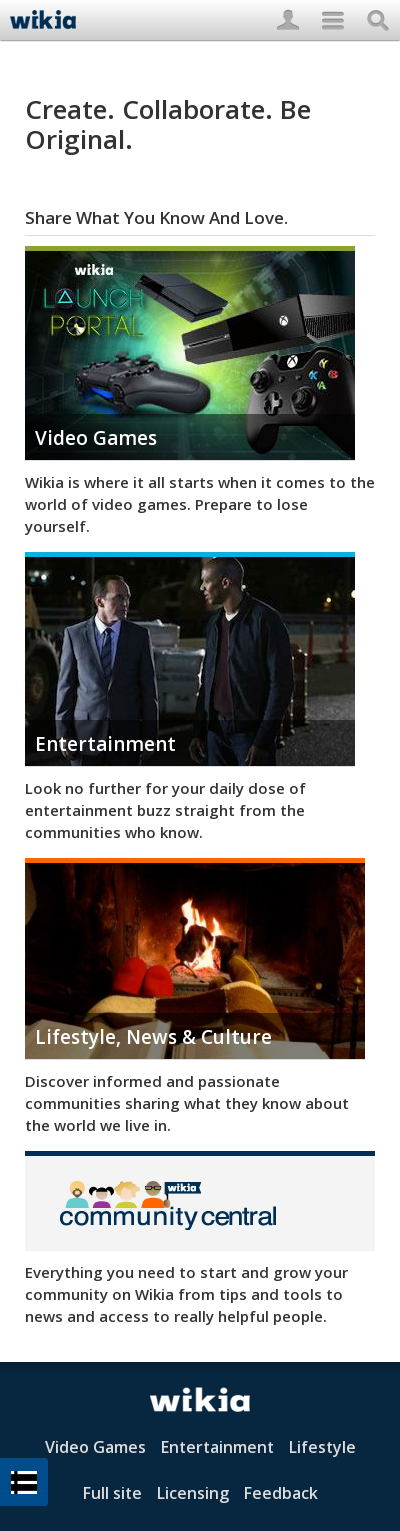 wikia
Create. Collaborate. Be
Original.
Share What You Know And Love.
wikia
LAUNCH
PORTAL
X
Y
B
A
Video Games
Wikia is where it all starts when it comes to the
world of video games. Prepare to lose
yourself.
Entertainment
Look no further for your daily dose of
entertainment buzz straight from the
communities who know.
Lifestyle, News & Culture
Discover informed and passionate
communities sharing what they know about
the world we live in.
wikia
community central
Everything you need to start and grow your
community on Wikia from tips and tools to
news and access to really helpful people.
wikia
Video Games Entertainment Lifestyle
Full site Licensing Feedback